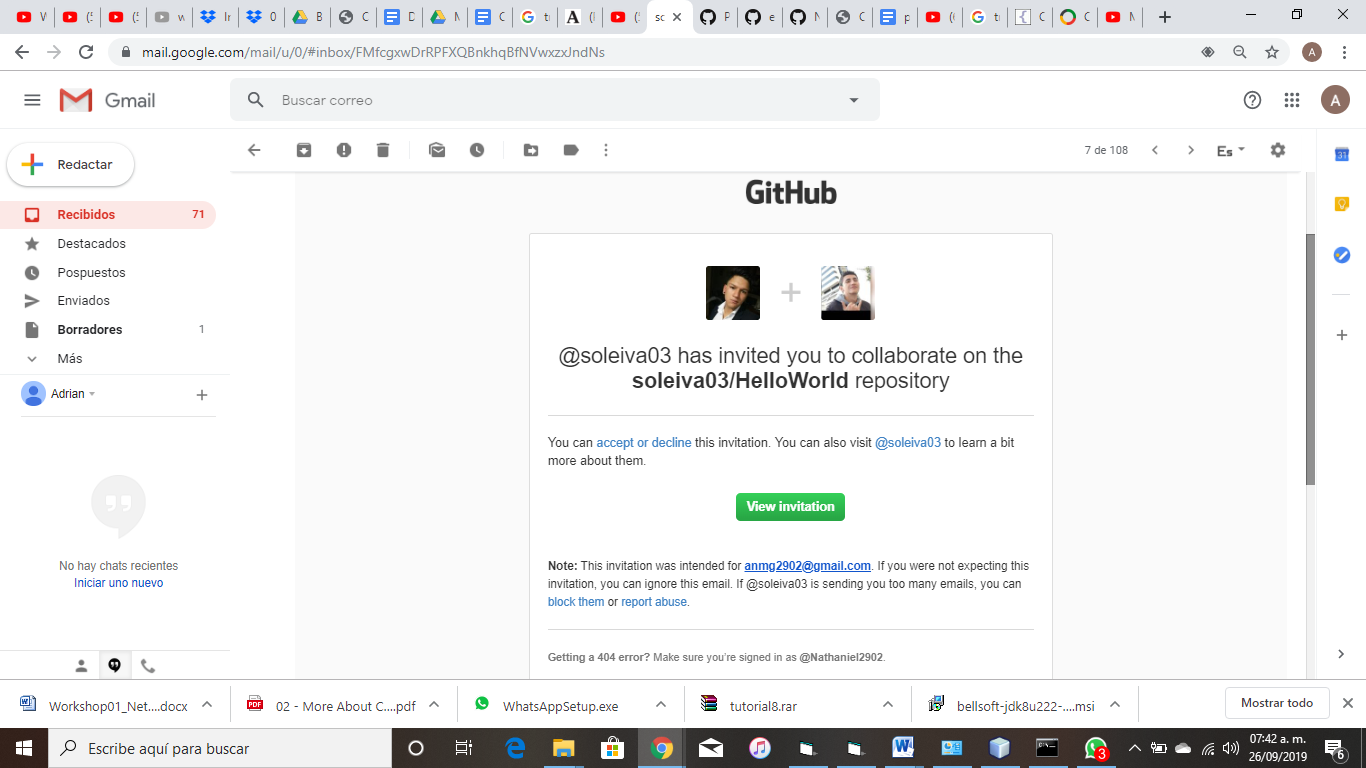 mail.google.com/mail/u/0/#inbox/FMfcgxwDrRPFXQBnkhqBfNVwxzxJndNs
A
Gmail
Buscar correo
A
Redactar
7 de 108
Es
Recibidos 71
Destacados
Pospuestos
Enviados
Borradores 1
Más
Adrian
No hay chats recientes
Iniciar uno nuevo
31
GitHub
@soleiva03 has invited you to collaborate on the
soleiva03/HelloWorld repository
You can accept or decline this invitation. You can also visit @soleiva03 to learn a bit
more about them.
View invitation
Note: This invitation was intended for anmg2902@gmail.com. If you were not expecting this
invitation, you can ignore this email. If @soleiva03 is sending you too many emails, you can
block them or report abuse.
Getting a 404 error? Make sure you're signed in as @Nathaniel2902.
Workshop01_Net....docx
PDF
02 - More About C....pdf
WhatsAppSetup.exe
tutorial8.rar
bellsoft-jdk8u222-....msi
Mostrar todo
Escribe aquí para buscar
3
07:42 a. m.
26/09/2019
6